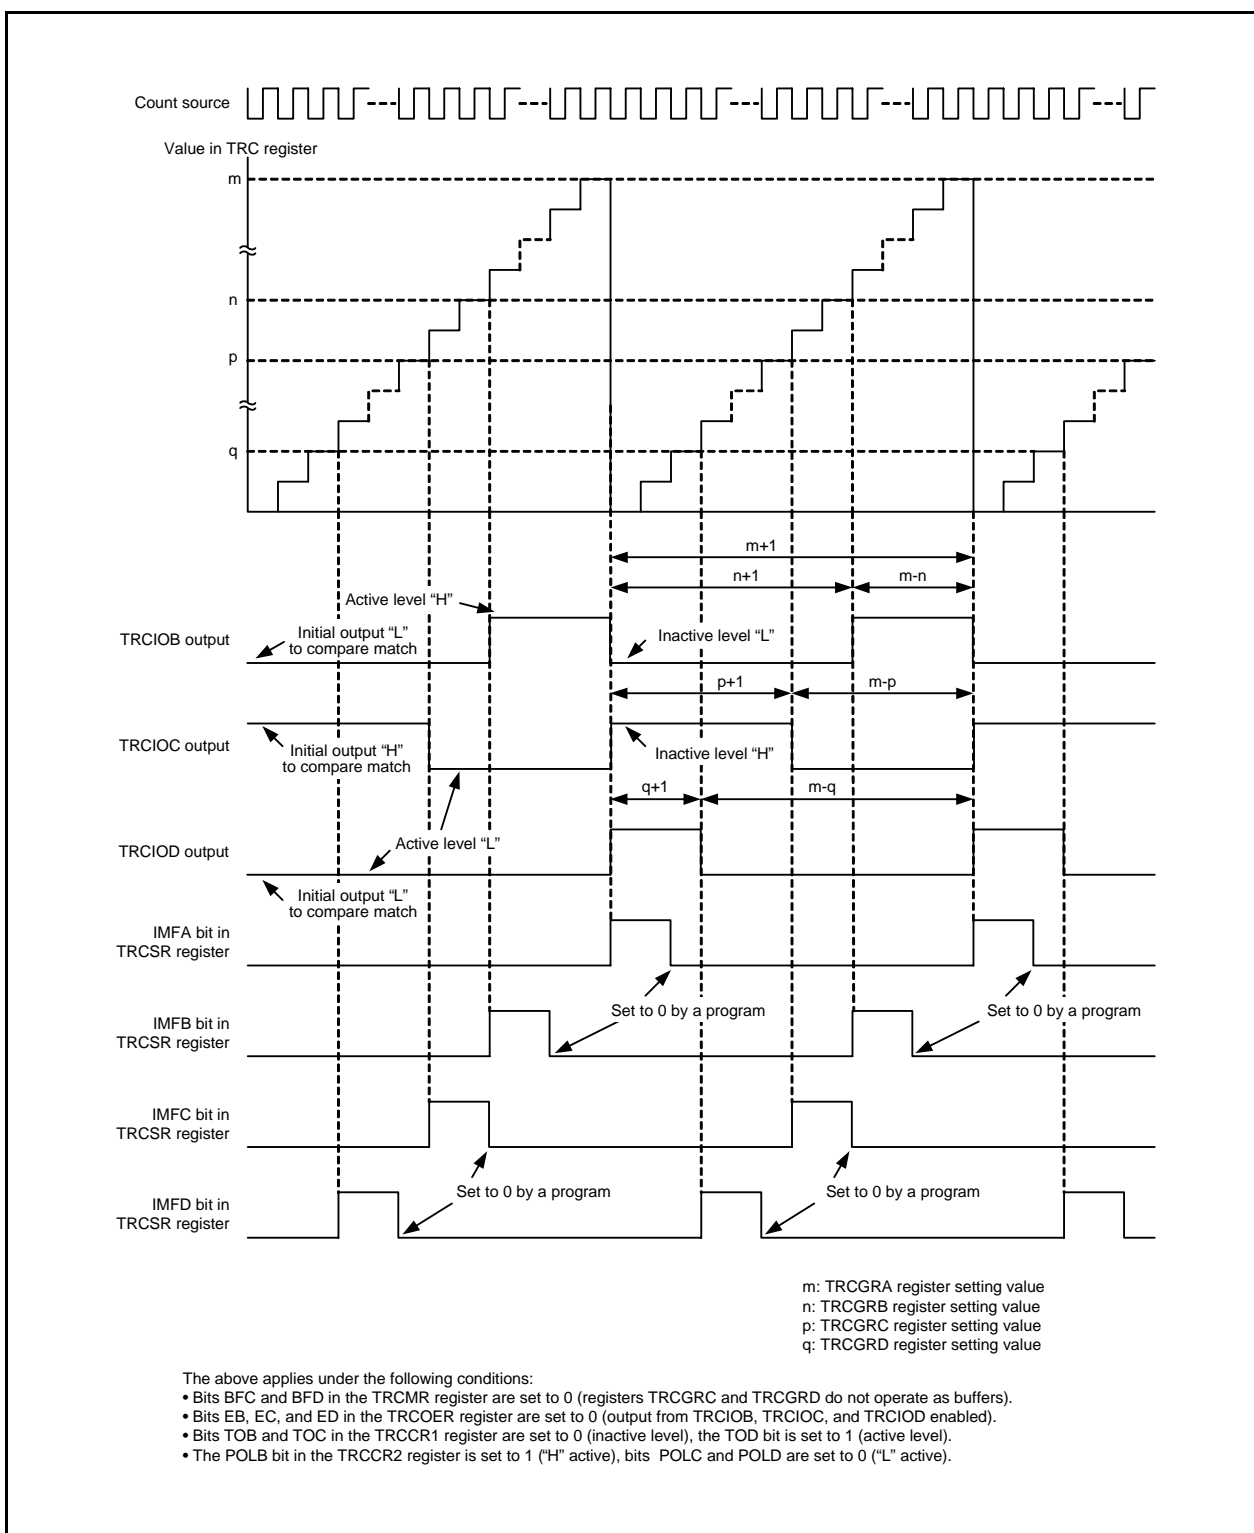 Count source
Value in TRC register
m
n
p
q
m+1
n+1
m-n
Active level “H”
TRCIOB output
Initial output “L”
to compare match
Inactive level “L”
p+1
m-p
TRCIOC output
Initial output “H”
to compare match
Inactive level “H”
q+1
m-q
TRCIOD output
Active level “L”
Initial output “L”
to compare match
IMFA bit in
TRCSR register
Set to 0 by a program
Set to 0 by a program
IMFB bit in
TRCSR register
IMFC bit in
TRCSR register
Set to 0 by a program
Set to 0 by a program
IMFD bit in
TRCSR register
m: TRCGRA register setting value
n: TRCGRB register setting value
p: TRCGRC register setting value
q: TRCGRD register setting value
The above applies under the following conditions:
• Bits BFC and BFD in the TRCMR register are set to 0 (registers TRCGRC and TRCGRD do not operate as buffers).
• Bits EB, EC, and ED in the TRCOER register are set to 0 (output from TRCIOB, TRCIOC, and TRCIOD enabled).
• Bits TOB and TOC in the TRCCR1 register are set to 0 (inactive level), the TOD bit is set to 1 (active level).
• The POLB bit in the TRCCR2 register is set to 1 (“H” active), bits  POLC and POLD are set to 0 (“L” active).